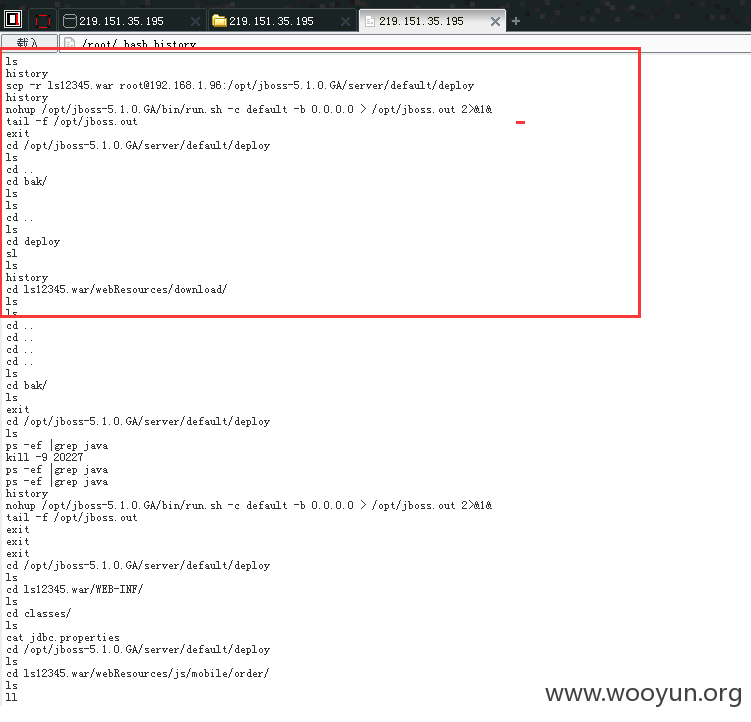 219.151.35.195 219.151.35.195 219.151.35.195
载入 /root/.bash_history
ls
history
scp -r ls12345.war root@192.168.1.96:/opt/jboss-5.1.0.GA/server/default/deploy
history
nohup /opt/jboss-5.1.0.GA/bin/run.sh -c default -b 0.0.0.0 > /opt/jboss.out 2>&1&
tail -f /opt/jboss.out
exit
cd /opt/jboss-5.1.0.GA/server/default/deploy
ls
cd ..
cd bak/
ls
ls
cd ..
ls
cd deploy
sl
ls
history
cd ls12345.war/webResources/download/
ls
ls
cd ..
cd ..
cd ..
cd ..
ls
cd bak/
ls
exit
cd /opt/jboss-5.1.0.GA/server/default/deploy
ls
ps -ef |grep java
kill -9 20227
ps -ef |grep java
ps -ef |grep java
history
nohup /opt/jboss-5.1.0.GA/bin/run.sh -c default -b 0.0.0.0 > /opt/jboss.out 2>&1&
tail -f /opt/jboss.out
exit
exit
exit
cd /opt/jboss-5.1.0.GA/server/default/deploy
ls
cd ls12345.war/WEB-INF/
ls
cd classes/
ls
cat jdbc.properties
cd /opt/jboss-5.1.0.GA/server/default/deploy
ls
cd ls12345.war/webResources/js/mobile/order/
ls
ll
www.wooyun.org